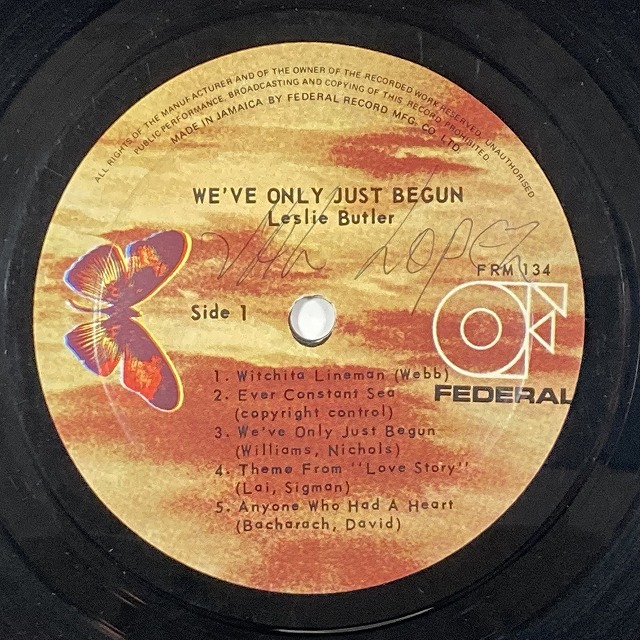 ALL RIGHTS OF THE MANUFACTURER AND OF THE OWNER OF THE RECORDED WORK RESERVED. UNAUTHORISED
PUBLIC PERFORMANCE, BROADCASTING AND COPYING OF THIS RECORD PROHIBITED
MADE IN JAMAICA BY FEDERAL RECORD MFG. CO. LTD.
WE'VE ONLY JUST BEGUN
Leslie Butler
Lopez
FRM 134
Side 1
FEDERAL
1. Witchita Lineman (Webb)
2. Ever Constant Sea
(copyright control)
3. We've Only Just Begun
(Williams, Nichols)
4. Theme From "Love Story"
(Lai, Sigman)
5. Anyone Who Had A Heart
(Bacharach, David)